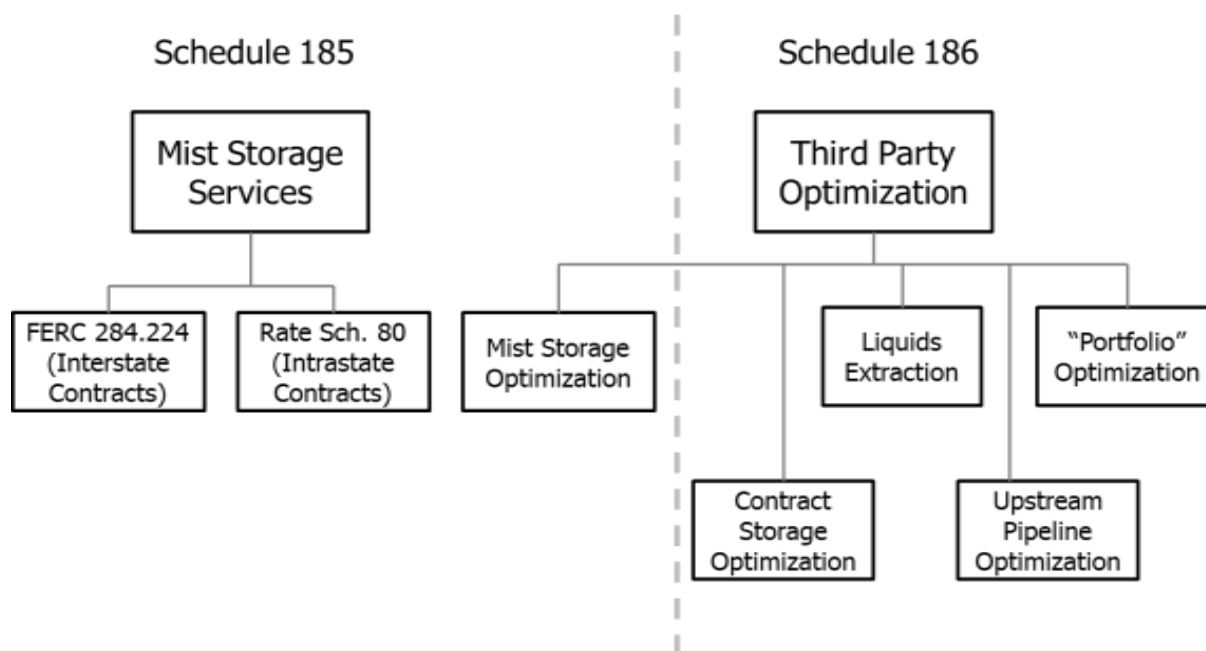 Schedule 185
Schedule 186
Mist Storage
Services
Third Party
Optimization
FERC 284.224
(Interstate
Contracts)
Rate Sch. 80
(Intrastate
Contracts)
Mist Storage
Optimization
Liquids
Extraction
“Portfolio”
Optimization
Contract
Storage
Optimization
Upstream
Pipeline
Optimization